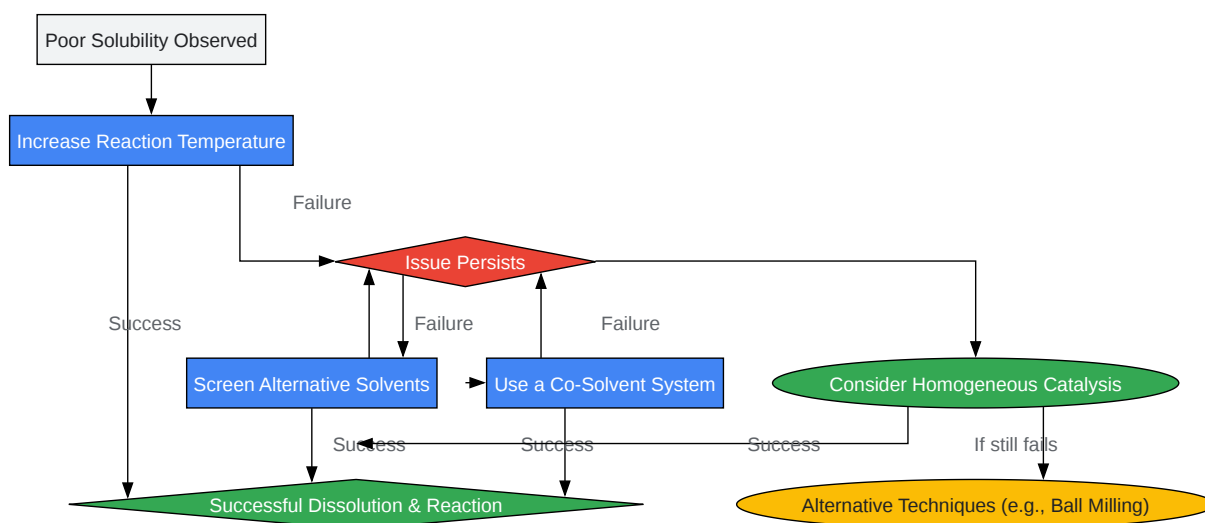 Poor Solubility Observed
Increase Reaction Temperature
Failure
Issue Persists
Success
Failure
Failure
Screen Alternative Solvents
Use a Co-Solvent System
Consider Homogeneous Catalysis
Success
Success
Success
If still fails
Successful Dissolution & Reaction
Alternative Techniques (e.g., Ball Milling)